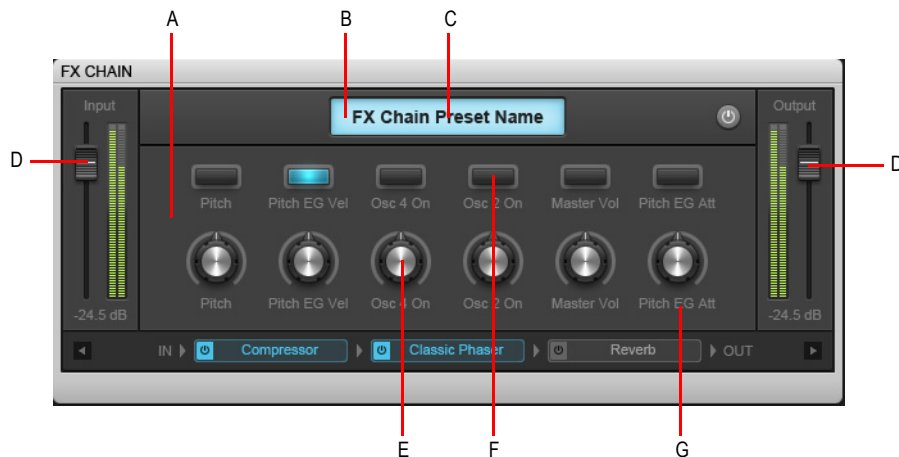 A B C
FX CHAIN
Input FX Chain Preset Name Output
D D
Pitch Pitch EG Vel Osc 4 On Osc 2 On Master Vol Pitch EG Att
Pitch Pitch EG Vel Osc 4 On Osc 2 On Master Vol Pitch EG Att
-24.5 dB -24.5 dB
IN Compressor Classic Phaser Reverb OUT
E F G